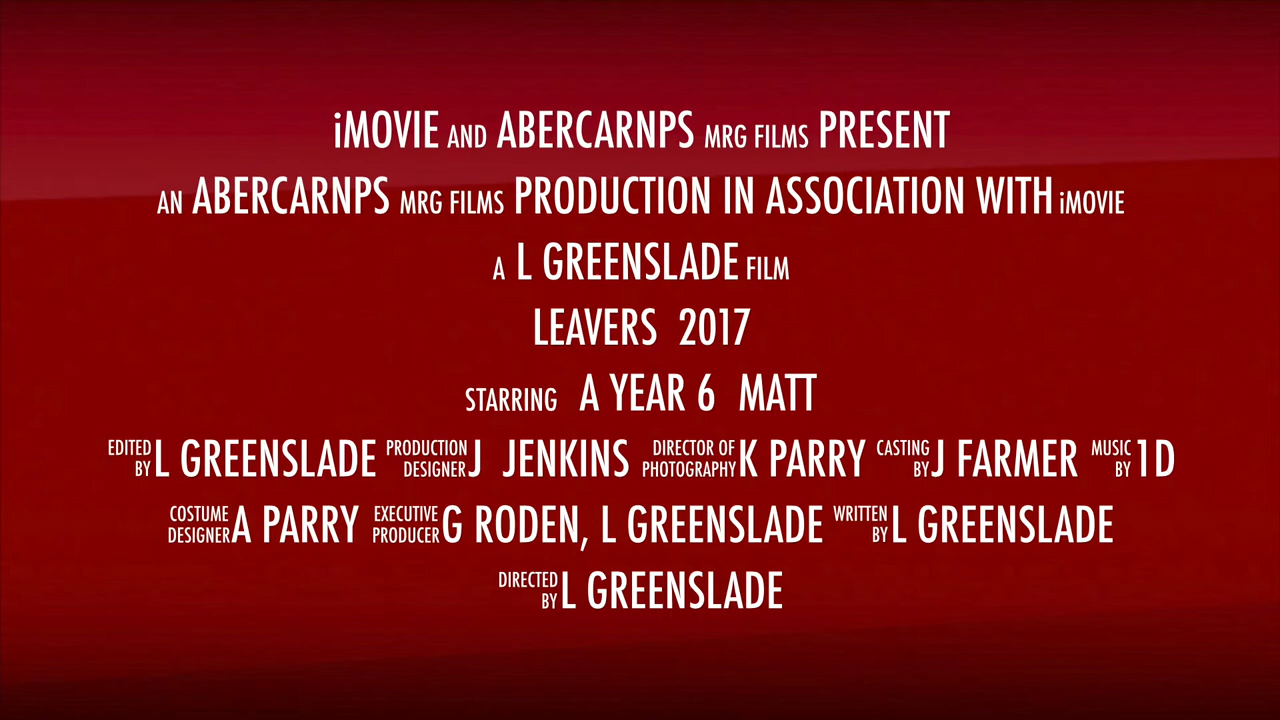 iMOVIE AND ABERCARNPS MRG FILMS PRESENT
AN ABERCARNPS MRG FILMS PRODUCTION IN ASSOCIATION WITH iMOVIE
A L GREENSLADE FILM
LEAVERS 2017
STARRING A YEAR 6 MATT
EDITED BY L GREENSLADE PRODUCTION DESIGNER J JENKINS DIRECTOR OF PHOTOGRAPHY K PARRY CASTING BY J FARMER MUSIC BY 1D
COSTUME DESIGNER A PARRY EXECUTIVE PRODUCER G RODEN, L GREENSLADE WRITTEN BY L GREENSLADE
DIRECTED BY L GREENSLADE